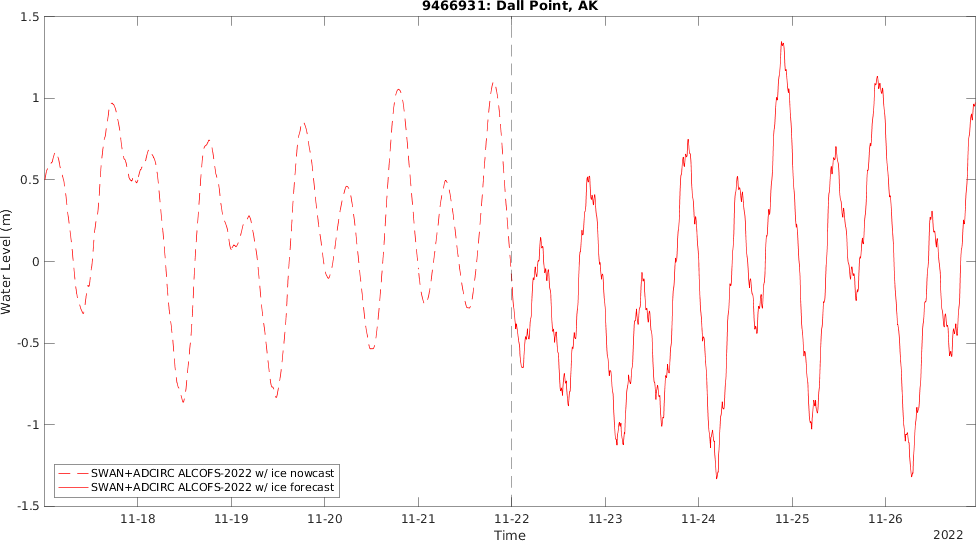 9466931: Dall Point, AK
1.5
1
0.5
0
-0.5
-1
-1.5
Water Level (m)
SWAN+ADCIRC ALCOFS-2022 w/ ice nowcast
SWAN+ADCIRC ALCOFS-2022 w/ ice forecast
11-18 11-19 11-20 11-21 11-22 11-23 11-24 11-25 11-26
Time
2022